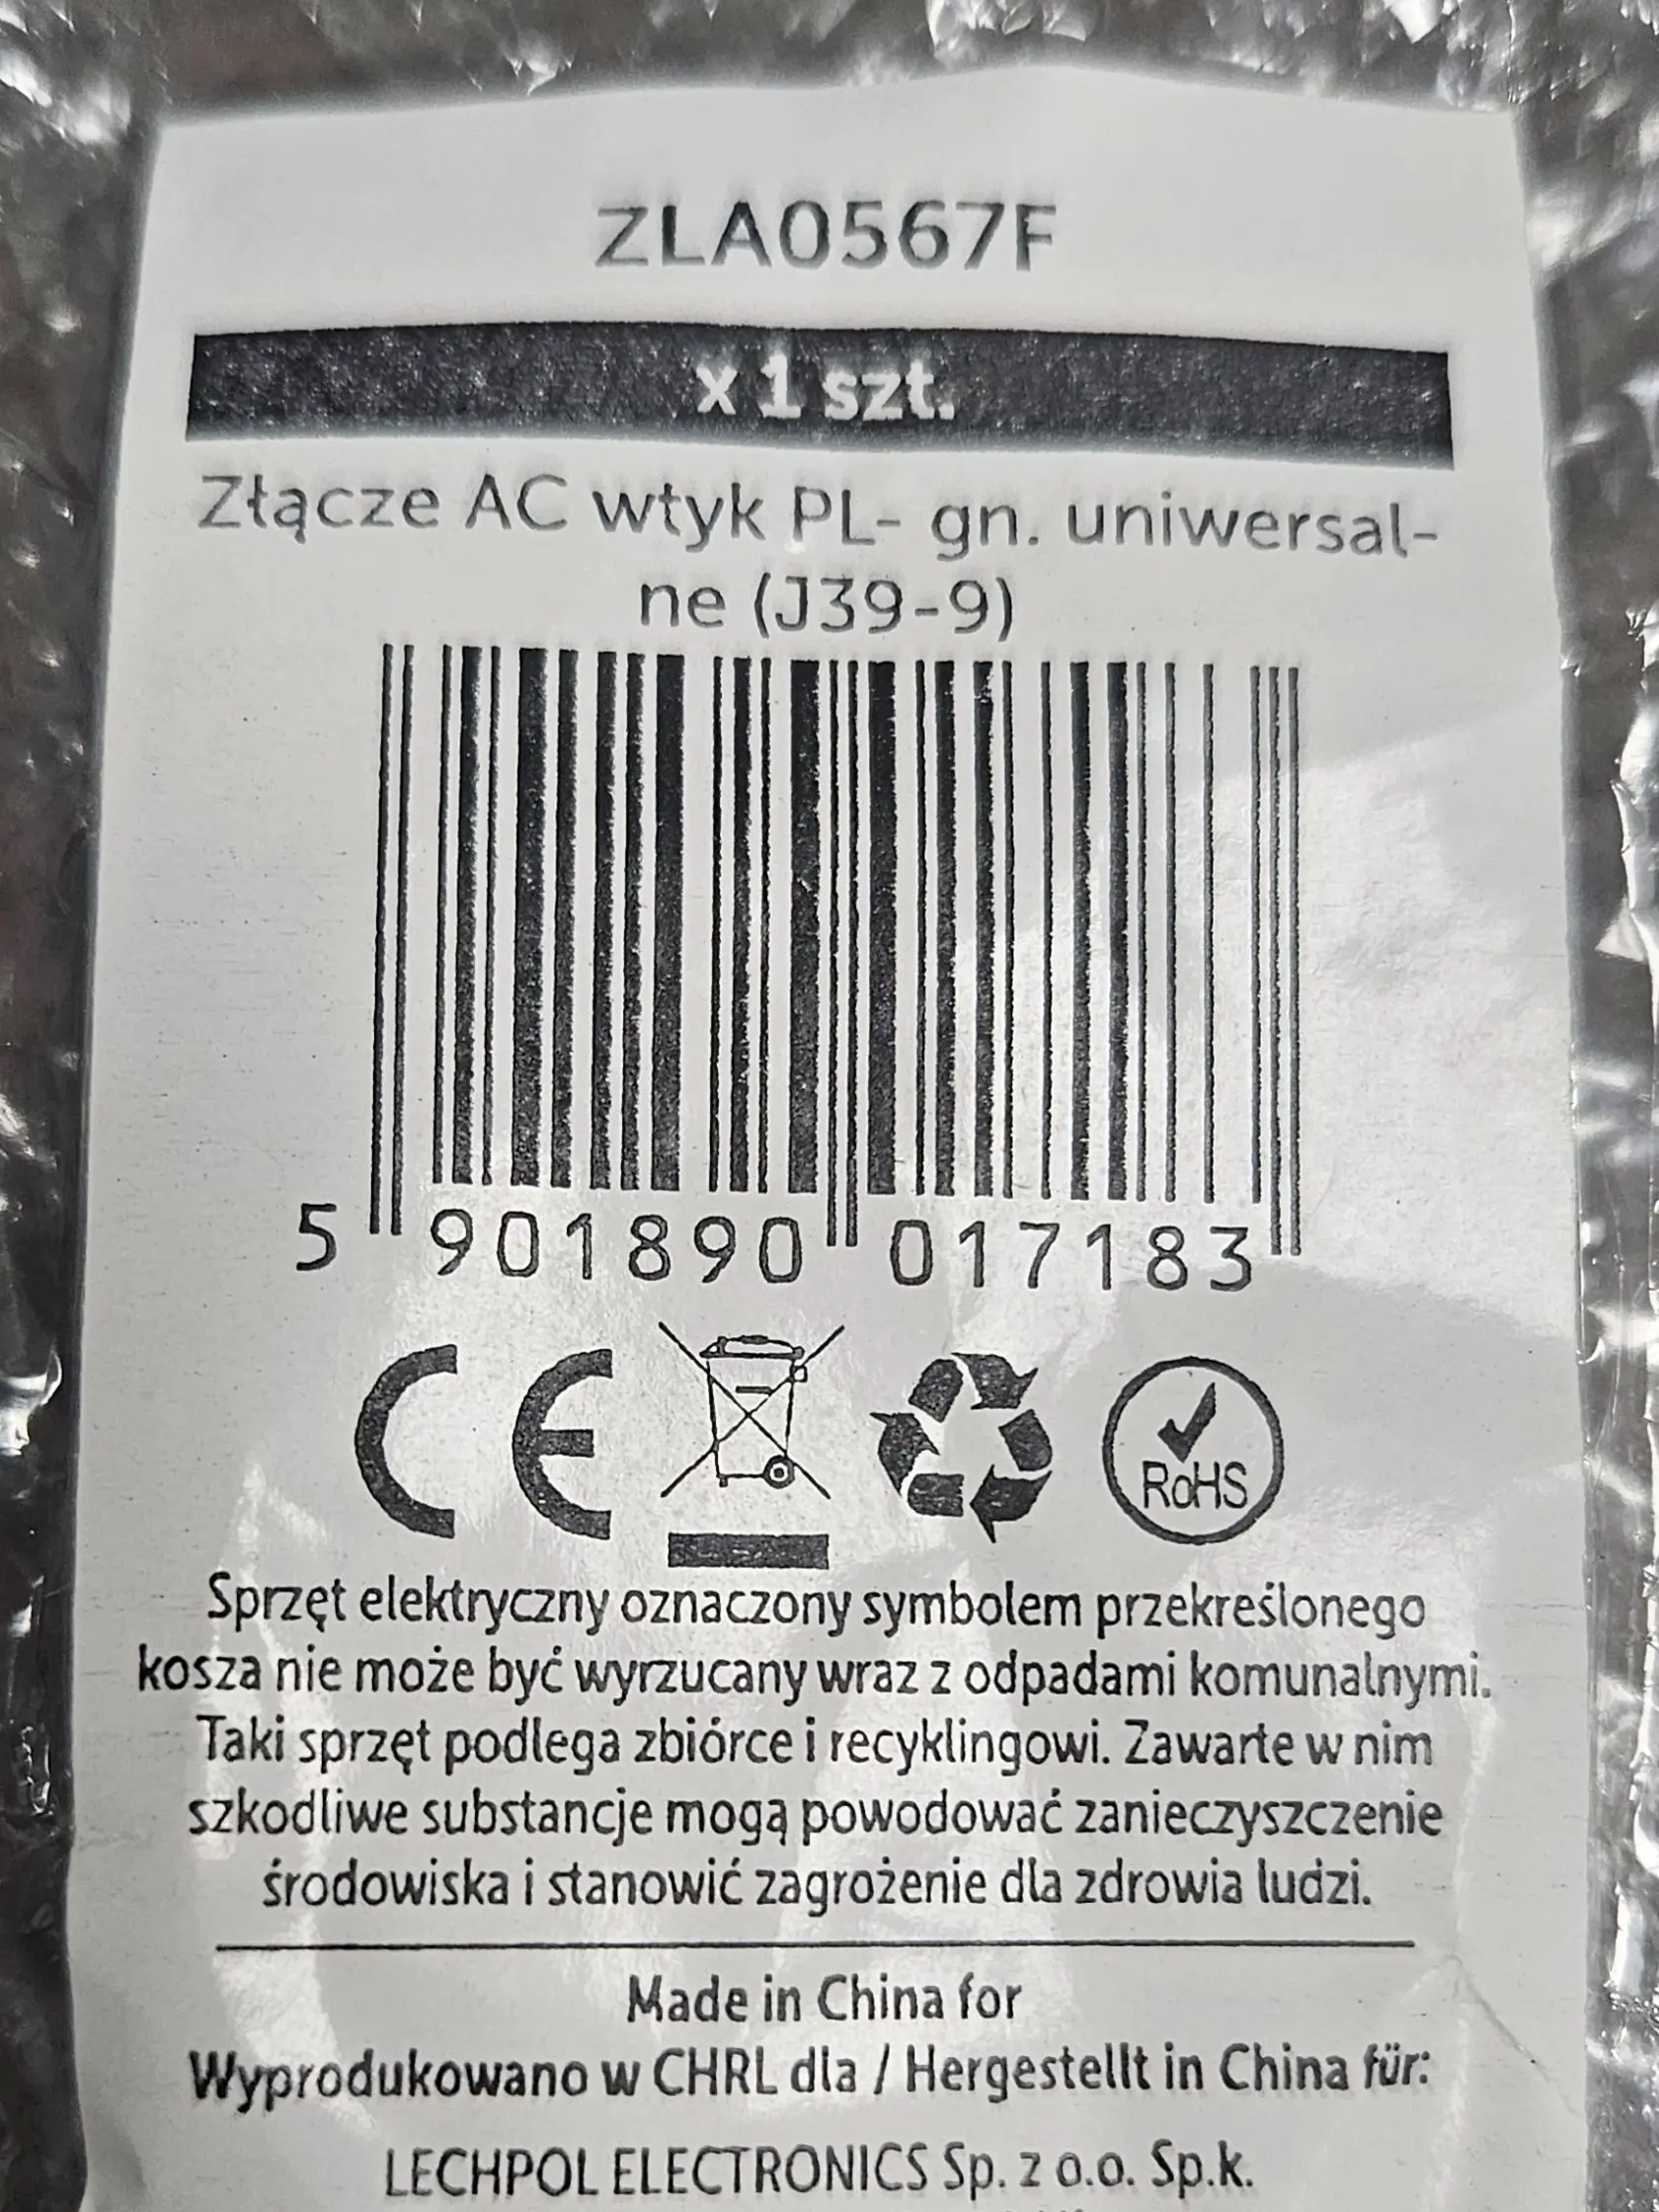 ZLA0567F
x 1 szt.
Złącze AC wtyk PL- gn. uniwersal-
ne (J39-9)
5 901890 017183
CE
RoHS
Sprzęt elektryczny oznaczony symbolem przekreślonego
kosza nie może być wyrzucany wraz z odpadami komunalnymi.
Taki sprzęt podlega zbiórce i recyklingowi. Zawarte w nim
szkodliwe substancje mogą powodować zanieczyszczenie
środowiska i stanowić zagrożenie dla zdrowia ludzi.
Made in China for
Wyprodukowano w CHRL dla / Hergestellt in China für:
LECHPOL ELECTRONICS Sp. z o.o. Sp.k.